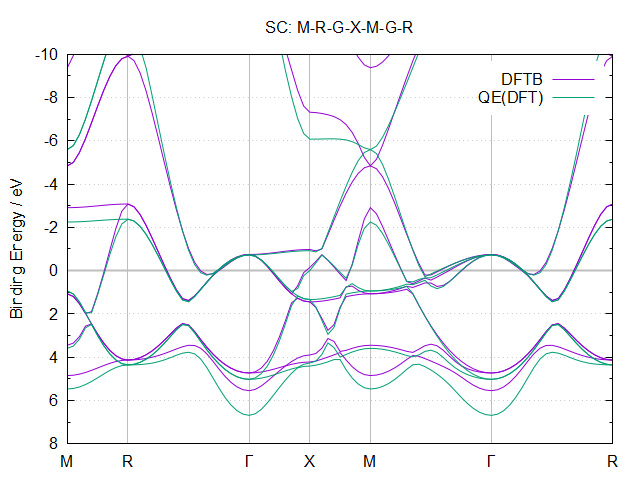 SC: M-R-G-X-M-G-R
-10
-8
-6
-4
-2
0
2
4
6
8
Binding Energy / eV
DFTB
QE(DFT)
M R Γ X M Γ R